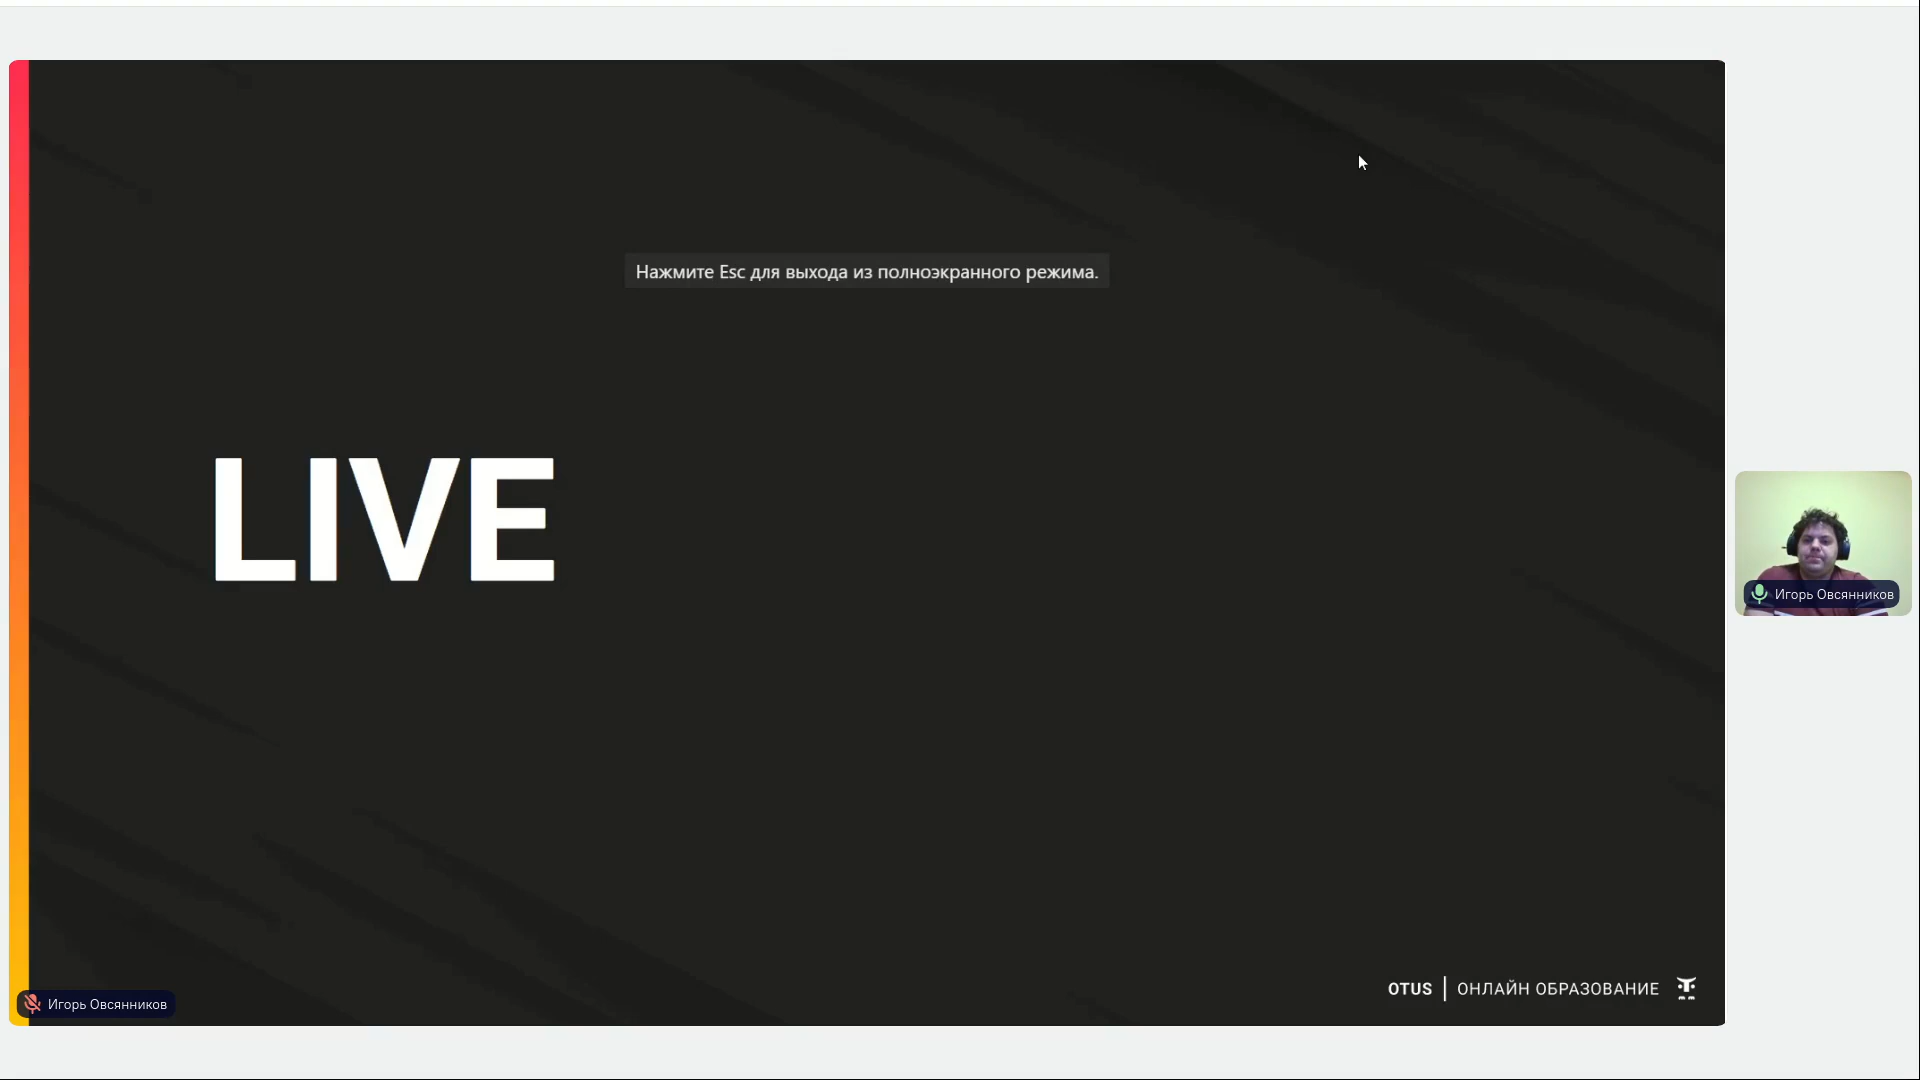 Нажмите Esc для выхода из полноэкранного режима.
LIVE
Игорь Овсянников
OTUS | ОНЛАЙН ОБРАЗОВАНИЕ
Игорь Овсянников